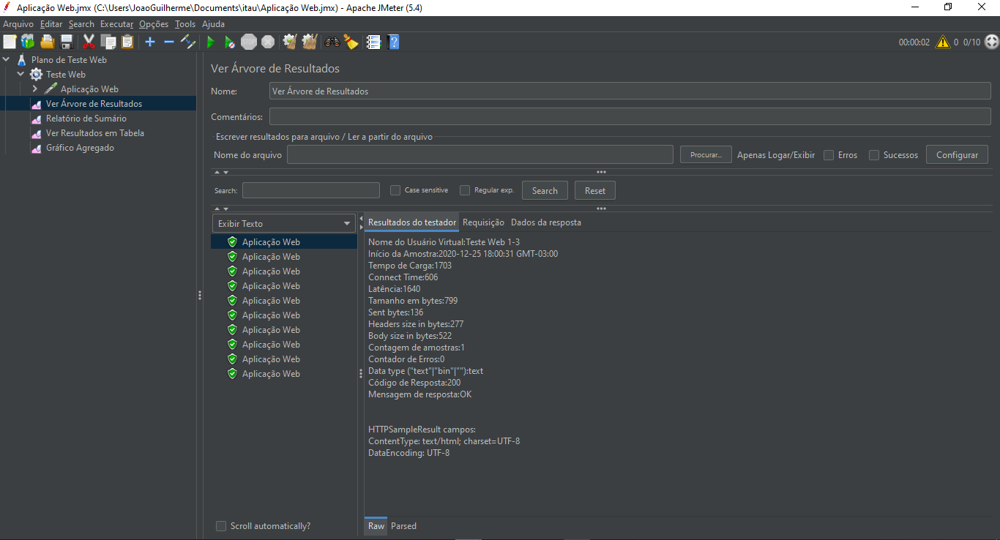 Aplicação Web.jmx (C:\Users\JoaoGuilherme\Documents\itau\Aplicação Web.jmx) - Apache JMeter (5.4)
Arquivo Editar Search Executar Opções Tools Ajuda
STOP 00:00:02 0 0/10
Plano de Teste Web
Teste Web
Aplicação Web
Ver Árvore de Resultados
Relatório de Sumário
Ver Resultados em Tabela
Gráfico Agregado
Ver Árvore de Resultados
Nome: Ver Árvore de Resultados
Comentários:
Escrever resultados para arquivo / Ler a partir do arquivo
Nome do arquivo Procurar... Apenas Logar/Exibir Erros Sucessos Configurar
Search: Case sensitive Regular exp. Search Reset
Exibir Texto
Aplicação Web
Aplicação Web
Aplicação Web
Aplicação Web
Aplicação Web
Aplicação Web
Aplicação Web
Aplicação Web
Aplicação Web
Aplicação Web
Scroll automatically?
Resultados do testador Requisição Dados da resposta
Nome do Usuário Virtual:Teste Web 1-3
Início da Amostra:2020-12-25 18:00:31 GMT-03:00
Tempo de Carga:1703
Connect Time:606
Latência:1640
Tamanho em bytes:799
Sent bytes:136
Headers size in bytes:277
Body size in bytes:522
Contagem de amostras:1
Contador de Erros:0
Data type ("text"|"bin"|""):text
Código de Resposta:200
Mensagem de resposta:OK
HTTPSampleResult campos:
ContentType: text/html; charset=UTF-8
DataEncoding: UTF-8
Raw Parsed